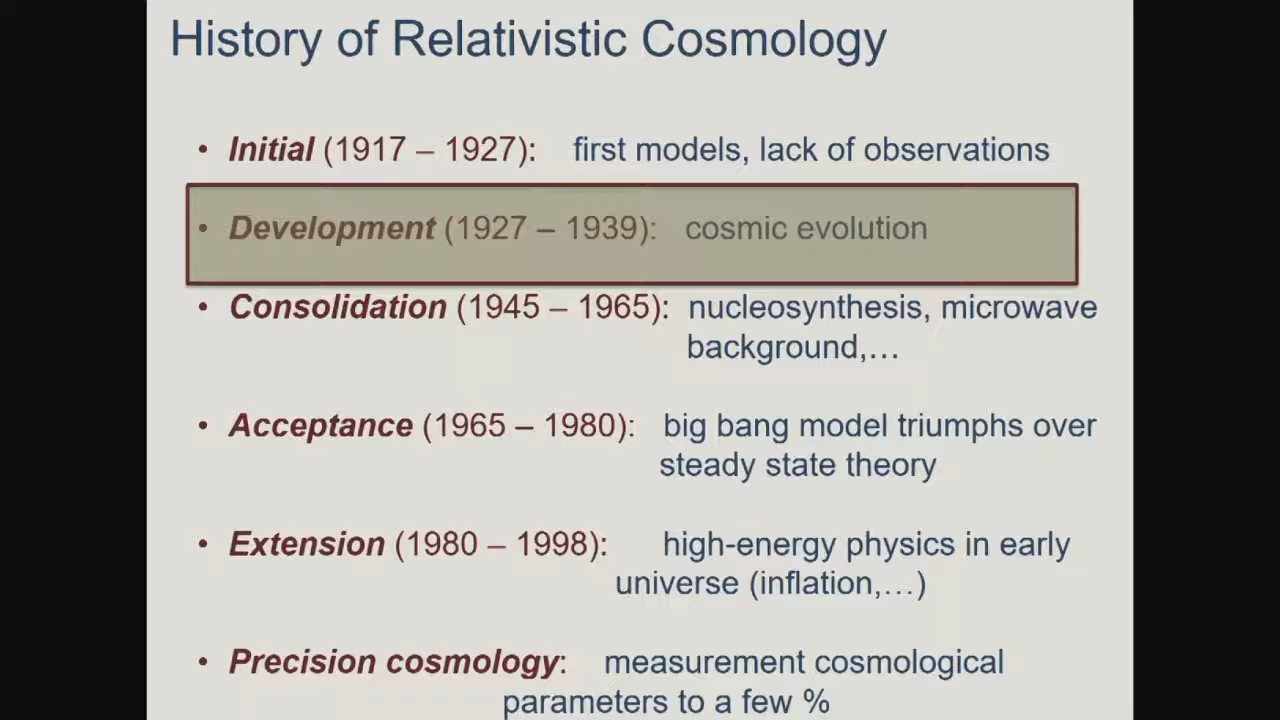 History of Relativistic Cosmology
• Initial (1917 – 1927): first models, lack of observations
• Development (1927 – 1939): cosmic evolution
• Consolidation (1945 – 1965): nucleosynthesis, microwave
background,…
• Acceptance (1965 – 1980): big bang model triumphs over
steady state theory
• Extension (1980 – 1998): high-energy physics in early
universe (inflation,…)
• Precision cosmology: measurement cosmological
parameters to a few %